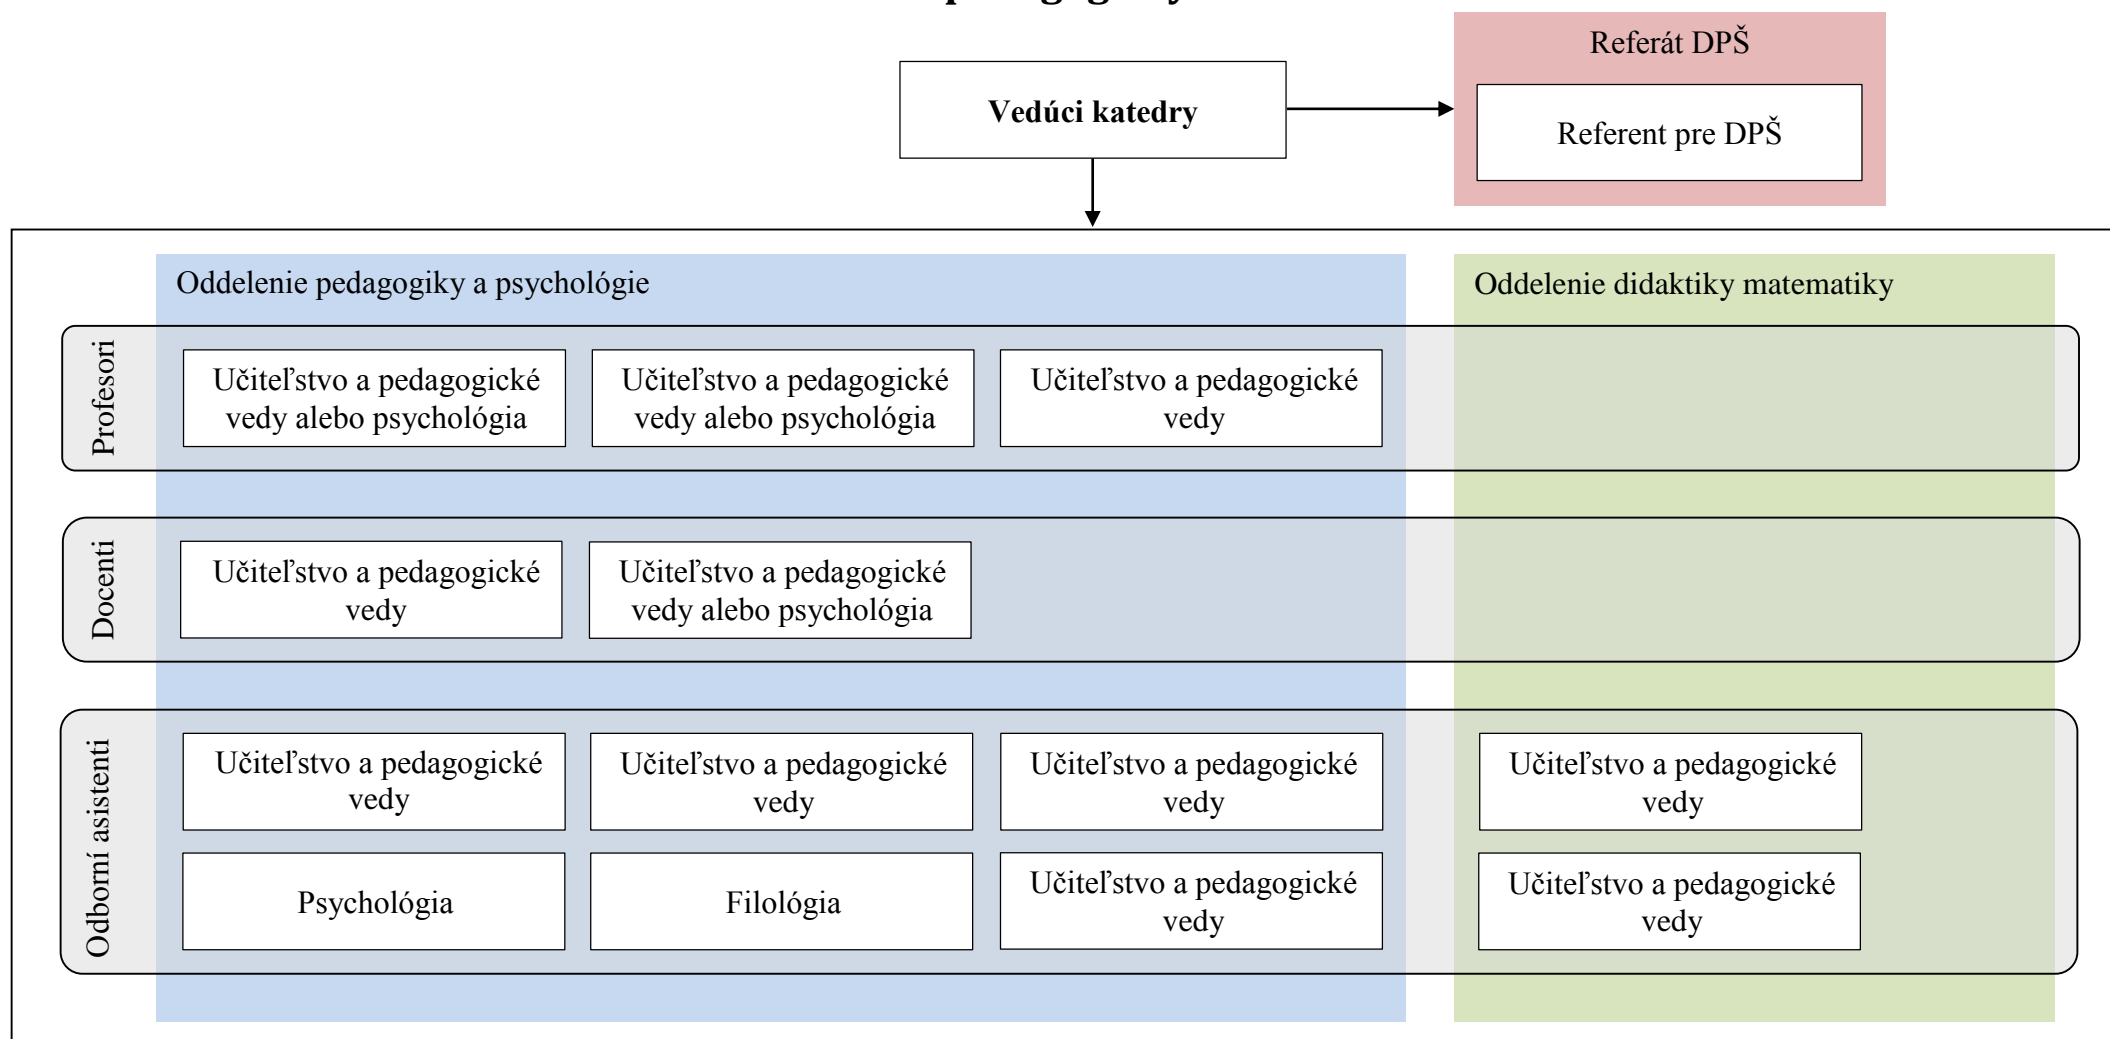 Referát DPŠ
Vedúci katedry
Referent pre DPŠ
Oddelenie pedagogiky a psychológie
Oddelenie didaktiky matematiky
Profesori
Učiteľstvo a pedagogické
vedy alebo psychológia
Učiteľstvo a pedagogické
vedy alebo psychológia
Učiteľstvo a pedagogické
vedy
Docenti
Učiteľstvo a pedagogické
vedy
Učiteľstvo a pedagogické
vedy alebo psychológia
Odborní asistenti
Učiteľstvo a pedagogické
vedy
Učiteľstvo a pedagogické
vedy
Učiteľstvo a pedagogické
vedy
Učiteľstvo a pedagogické
vedy
Psychológia
Filológia
Učiteľstvo a pedagogické
vedy
Učiteľstvo a pedagogické
vedy